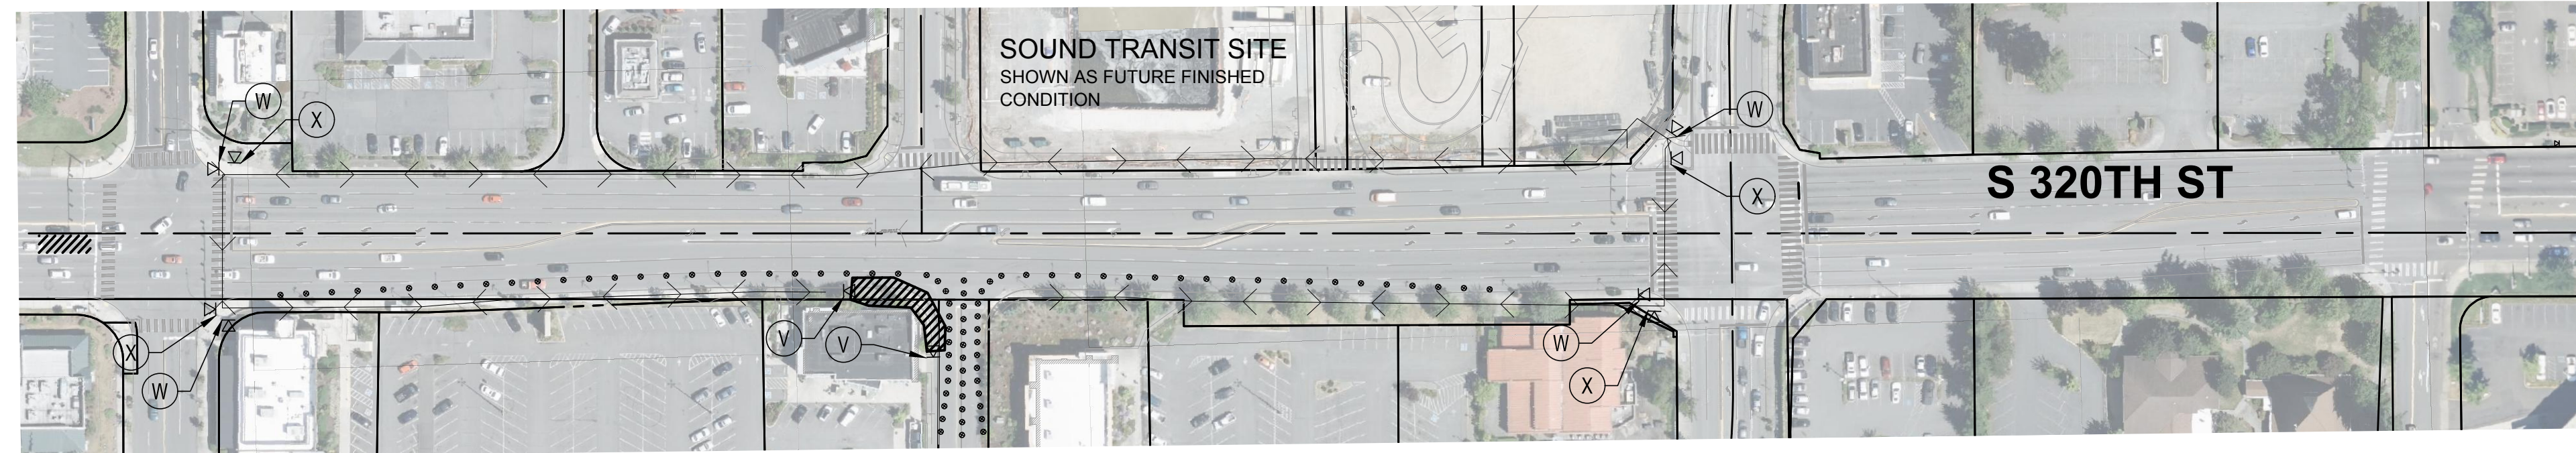 SOUND TRANSIT SITE
SHOWN AS FUTURE FINISHED
CONDITION
W
X
W
X
S 320TH ST
V
V
X
W
W
X